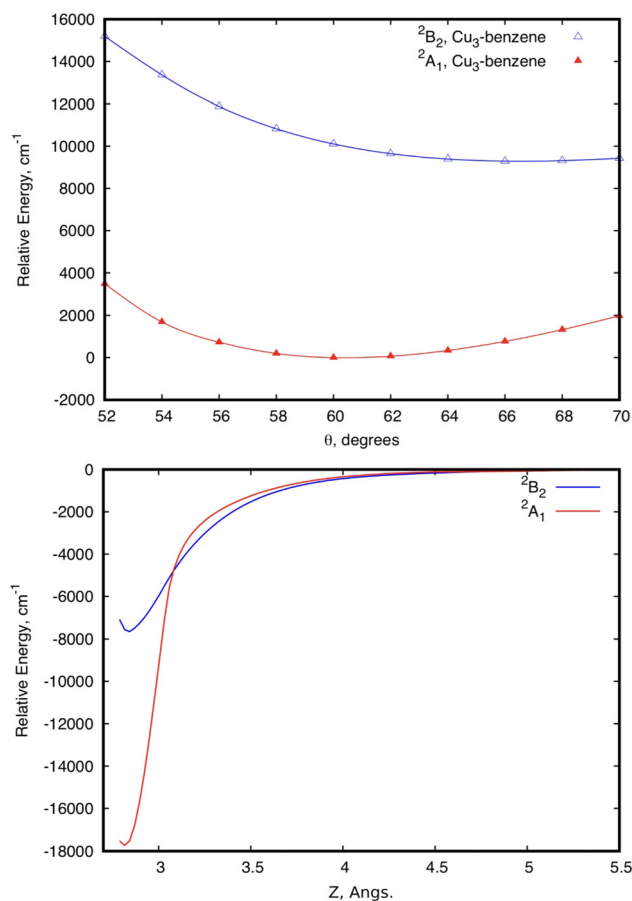 16000
14000
12000
10000
8000
6000
4000
2000
0
-2000
Relative Energy, cm⁻¹
²B₂, Cu₃-benzene
²A₁, Cu₃-benzene
52 54 56 58 60 62 64 66 68 70
θ, degrees
0
-2000
-4000
-6000
-8000
-10000
-12000
-14000
-16000
-18000
Relative Energy, cm⁻¹
²B₂
²A₁
3 3.5 4 4.5 5 5.5
Z, Angs.